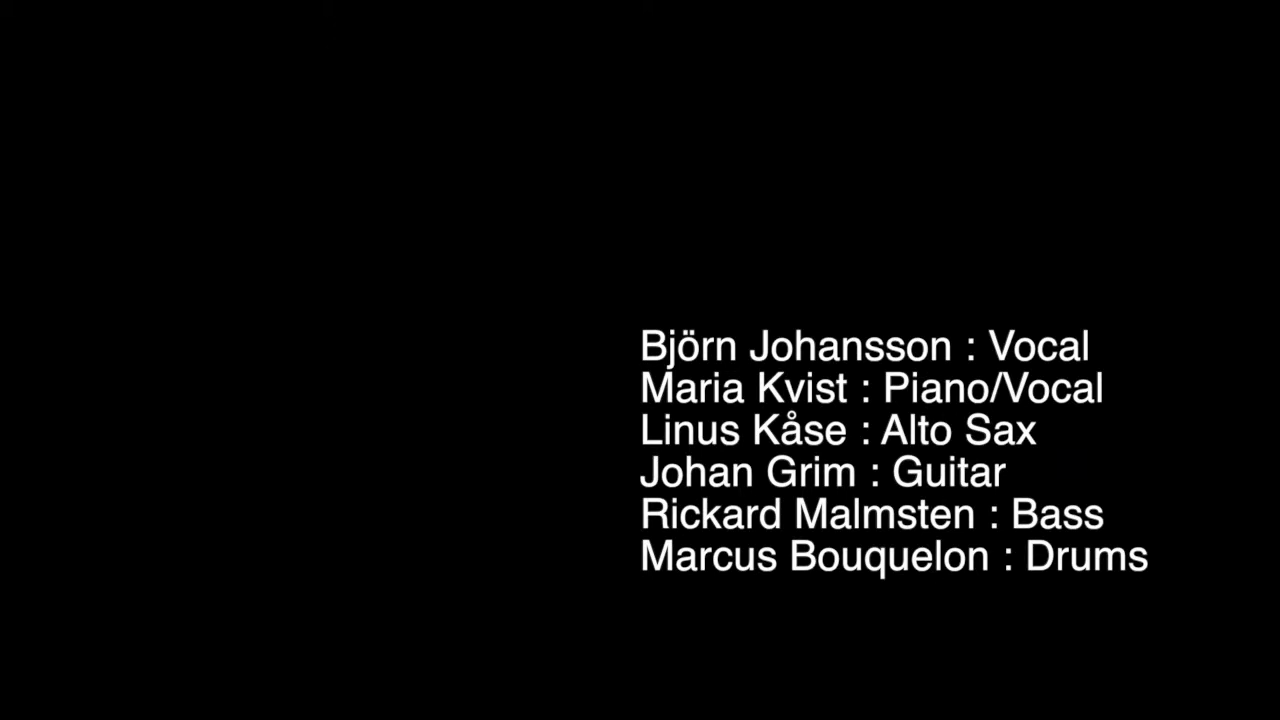 Björn Johansson : Vocal
Maria Kvist : Piano/Vocal
Linus Kåse : Alto Sax
Johan Grim : Guitar
Rickard Malmsten : Bass
Marcus Bouquelon : Drums